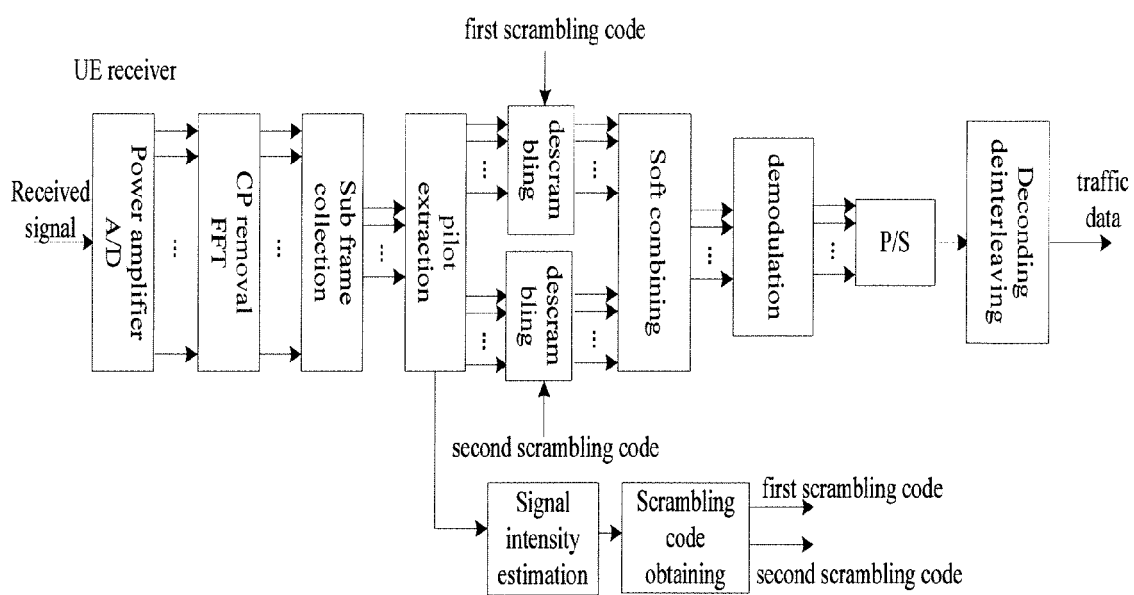 first scrambling code
UE receiver
Received
signal
Power amplifier
A/D
CP removal
FFT
Sub frame
collection
pilot
extraction
descram
bling
descram
bling
Soft combining
demodulation
P/S
Deconding
deinterleaving
traffic
data
second scrambling code
Signal
intensity
estimation
Scrambling
code
obtaining
first scrambling code
second scrambling code